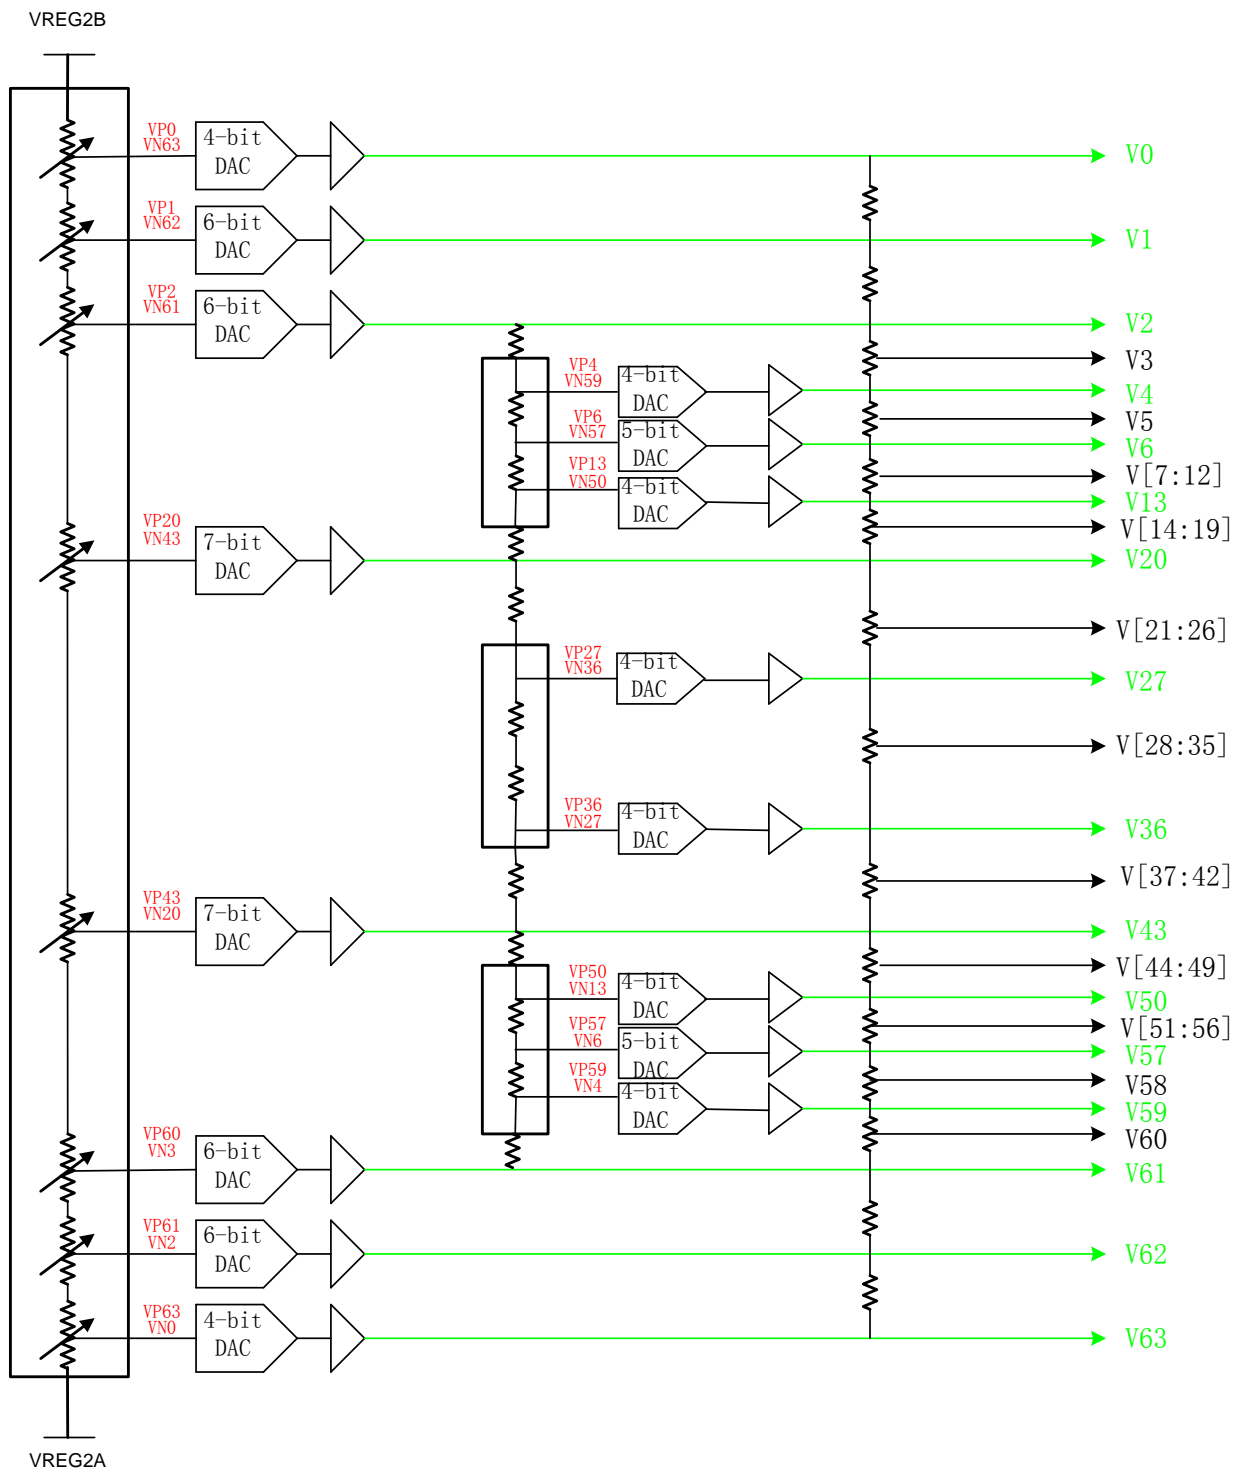 VREG2B
VP0
VN63
4-bit
DAC
V0
VP1
VN62
6-bit
DAC
V1
VP2
VN61
6-bit
DAC
V2
V3
VP4
VN59
4-bit
DAC
V4
V5
VP6
VN57
5-bit
DAC
V6
V[7:12]
VP13
VN50
4-bit
DAC
V13
V[14:19]
VP20
VN43
7-bit
DAC
V20
V[21:26]
VP27
VN36
4-bit
DAC
V27
V[28:35]
VP36
VN27
4-bit
DAC
V36
V[37:42]
VP43
VN20
7-bit
DAC
V43
V[44:49]
VP50
VN13
4-bit
DAC
V50
V[51:56]
VP57
VN6
5-bit
DAC
V57
V58
VP59
VN4
4-bit
DAC
V59
V60
VP60
VN3
6-bit
DAC
V61
VP61
VN2
6-bit
DAC
V62
VP63
VN0
4-bit
DAC
V63
VREG2A